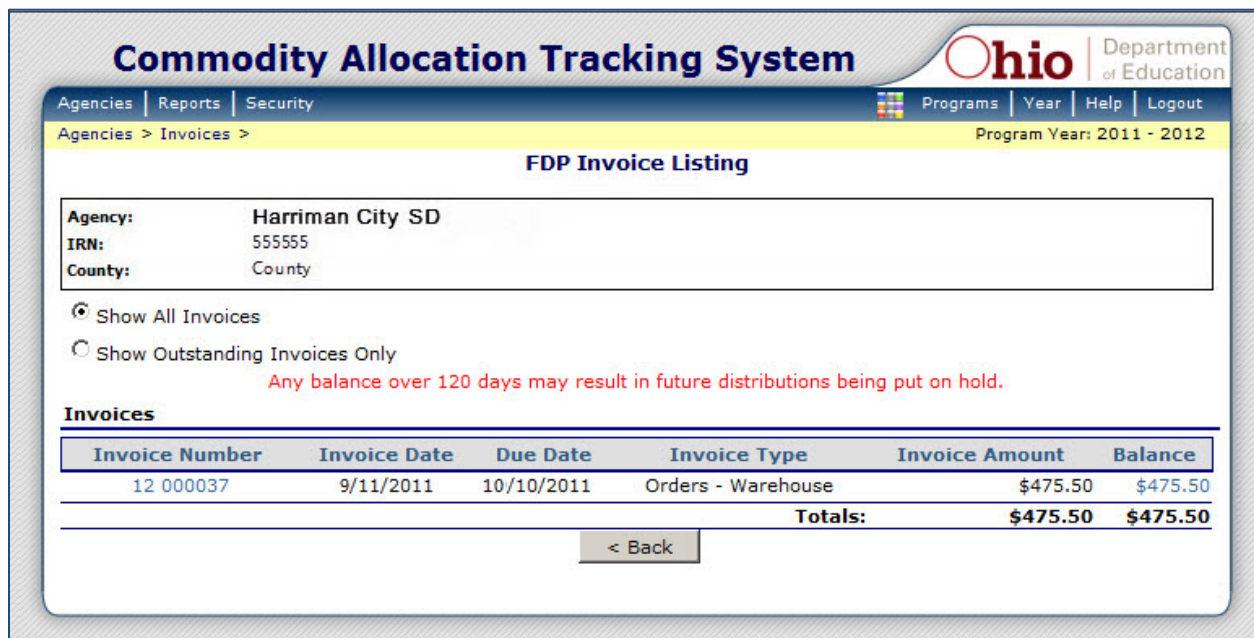 Commodity Allocation Tracking System
Ohio Department of Education
Agencies | Reports | Security Programs | Year | Help | Logout
Agencies > Invoices > Program Year: 2011 - 2012
FDP Invoice Listing
Agency: Harriman City SD
IRN: 555555
County: County
Show All Invoices
Show Outstanding Invoices Only
Any balance over 120 days may result in future distributions being put on hold.
Invoices
Invoice Number Invoice Date Due Date Invoice Type Invoice Amount Balance
12 000037 9/11/2011 10/10/2011 Orders - Warehouse $475.50 $475.50
Totals: $475.50 $475.50
< Back